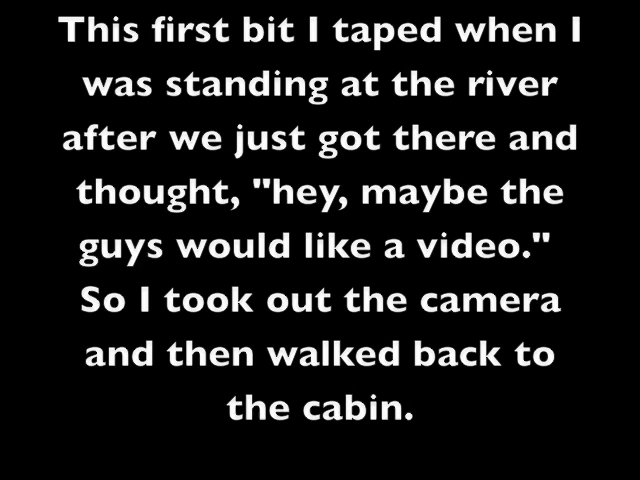 This first bit I taped when I
was standing at the river
after we just got there and
thought, "hey, maybe the
guys would like a video."
So I took out the camera
and then walked back to
the cabin.